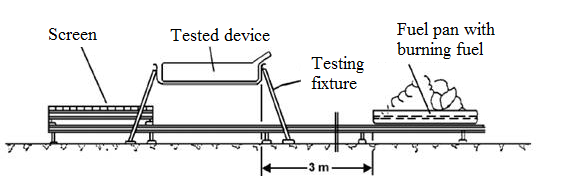 Screen
Tested device
Fuel pan with
burning fuel
Testing
fixture
3 m